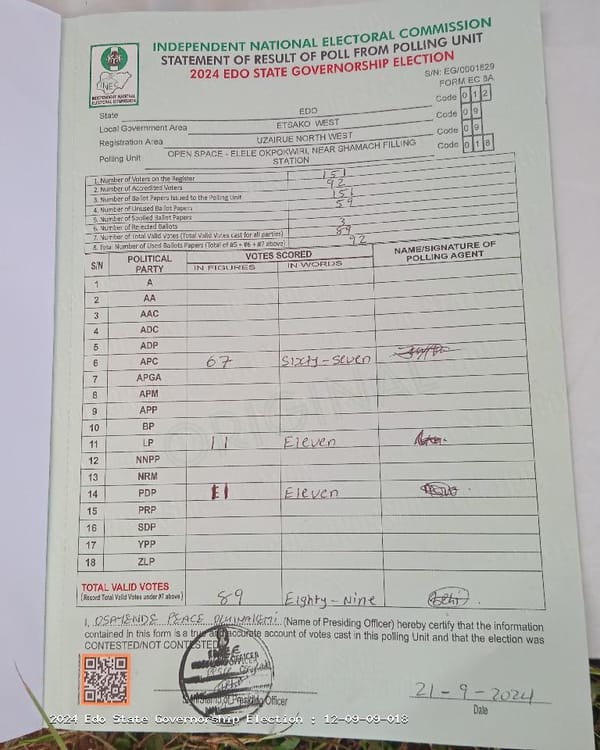 INDEPENDENT NATIONAL ELECTORAL COMMISSION
STATEMENT OF RESULT OF POLL FROM POLLING UNIT
2024 EDO STATE GOVERNORSHIP ELECTION
INEC
INDEPENDENT NATIONAL ELECTORAL COMMISSION
S/N: EG/0001629
FORM EC 8A
State EDO Code 0 1 2
Local Government Area ETSAKO WEST Code 0 9
Registration Area UZAIRUE NORTH WEST Code 0 9
Polling Unit OPEN SPACE - ELELE OKPOKWIRI, NEAR SHAMACH FILLING STATION Code 0 1 8
1. Number of Voters on the Register 151
2. Number of Accredited Voters 92
3. Number of Ballot Papers Issued to the Polling Unit 151
4. Number of Unused Ballot Papers 59
5. Number of Spoiled Ballot Papers
6. Number of Rejected Ballots 3
7. Number of Total Valid Votes (Total Valid Votes cast for all parties) 89
8. Total Number of Used Ballots Papers (Total of #5 + #6 + #7 above) 92
S/N POLITICAL PARTY VOTES SCORED NAME/SIGNATURE OF POLLING AGENT
IN FIGURES IN WORDS
1 A
2 AA
3 AAC
4 ADC
5 ADP
6 APC 67 Sixty-Seven
7 APGA
8 APM
9 APP
10 BP
11 LP 11 Eleven
12 NNPP
13 NRM
14 PDP 11 Eleven
15 PRP
16 SDP
17 YPP
18 ZLP
ORIGINAL
TOTAL VALID VOTES 89 Eighty-Nine
(Record Total Valid Votes under #7 above)
I, PEACE (Name of Presiding Officer) hereby certify that the information
contained in this form is a true and accurate account of votes cast in this polling Unit and that the election was
CONTESTED/NOT CONTESTED
INEC
Officer
21-9-2024
Date
2024 Edo State Governorship Election : 12-09-09-018